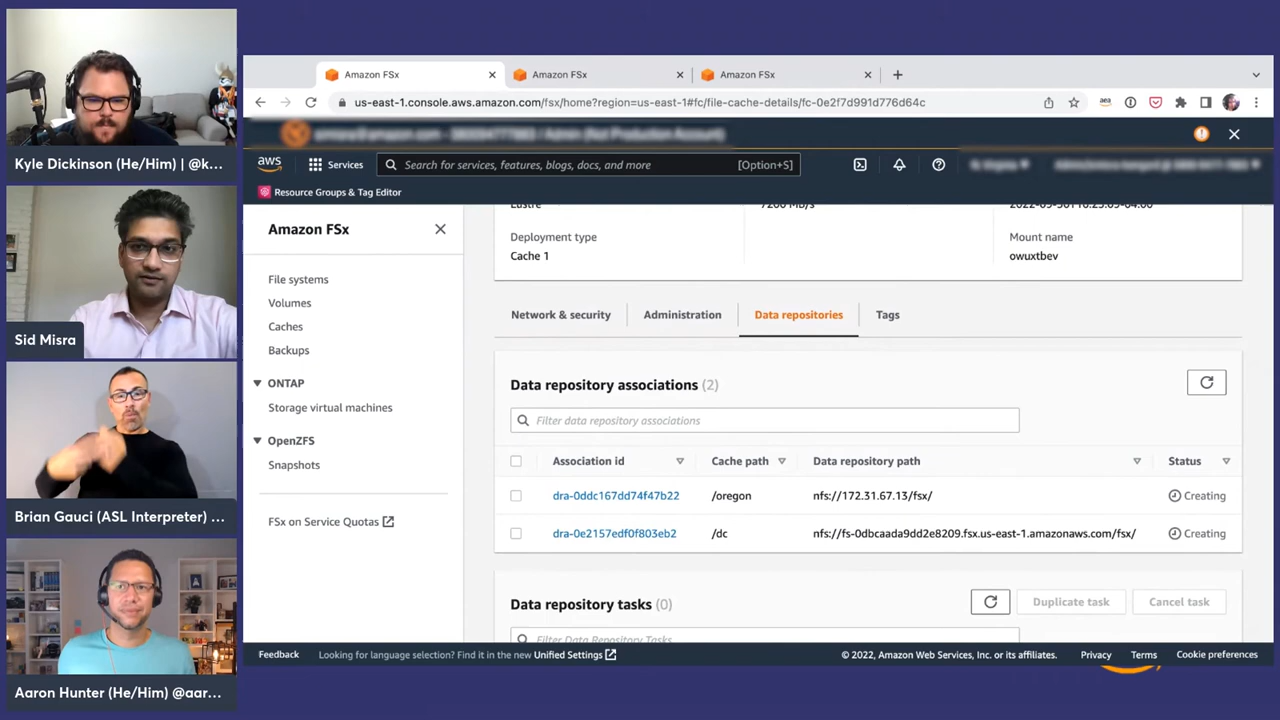 Kyle Dickinson (He/Him) | @k...
Sid Misra
Brian Gauci (ASL Interpreter) ...
Aaron Hunter (He/Him) @aar...
Amazon FSx
Amazon FSx
Amazon FSx
us-east-1.console.aws.amazon.com/fsx/home?region=us-east-1#fc/file-cache-details/fc-0e2f7d991d776d64c
aws
Services
Search for services, features, blogs, docs, and more
[Option+S]
Resource Groups & Tag Editor
Amazon FSx
File systems
Volumes
Caches
Backups
ONTAP
Storage virtual machines
OpenZFS
Snapshots
FSx on Service Quotas
Lustre
7200 MB/s
Deployment type
Cache 1
Mount name
owuxtbev
Network & security
Administration
Data repositories
Tags
Data repository associations (2)
Filter data repository associations
Association id
Cache path
Data repository path
Status
dra-0ddc167dd74f47b22
/oregon
nfs://172.31.67.13/fsx/
Creating
dra-0e2157edf0f803eb2
/dc
nfs://fs-0dbcaada9dd2e8209.fsx.us-east-1.amazonaws.com/fsx/
Creating
Data repository tasks (0)
Duplicate task
Cancel task
Filter Data Repository Tasks
Feedback
Looking for language selection? Find it in the new Unified Settings
© 2022, Amazon Web Services, Inc. or its affiliates.
Privacy
Terms
Cookie preferences